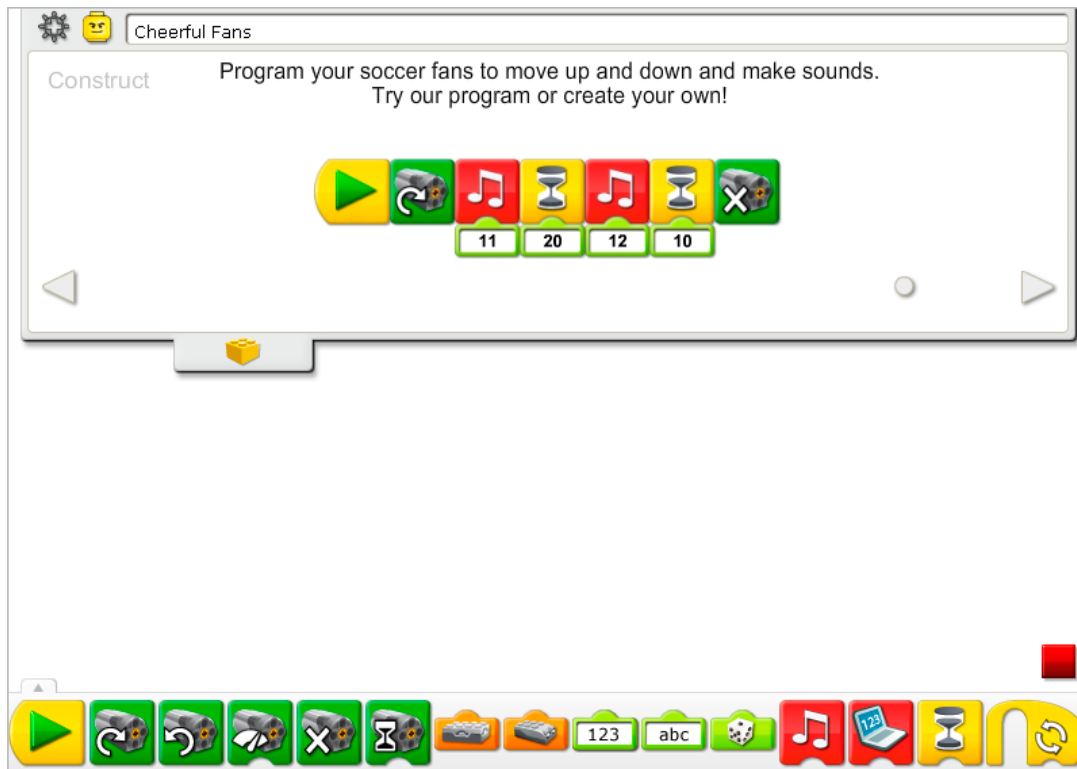 Cheerful Fans
Construct
Program your soccer fans to move up and down and make sounds.
Try our program or create your own!
11 20 12 10
123 abc 123